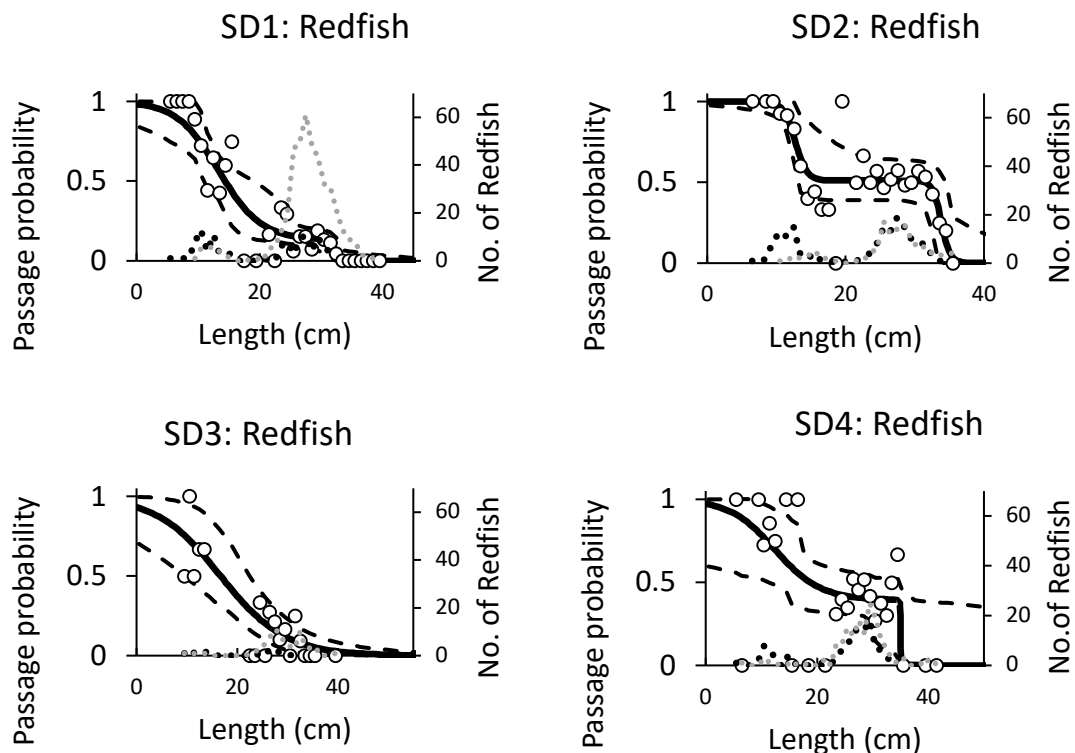 SD1: Redfish
Passage probability
1
0.5
0
60
40
20
0
No. of Redfish
0 20 40
Length (cm)
SD2: Redfish
Passage probability
1
0.5
0
60
40
20
0
No. of Redfish
0 20 40
Length (cm)
SD3: Redfish
Passage probability
1
0.5
0
60
40
20
0
No. of Redfish
0 20 40
Length (cm)
SD4: Redfish
Passage probability
1
0.5
0
60
40
20
0
No.of Redfish
0 20 40
Length (cm)